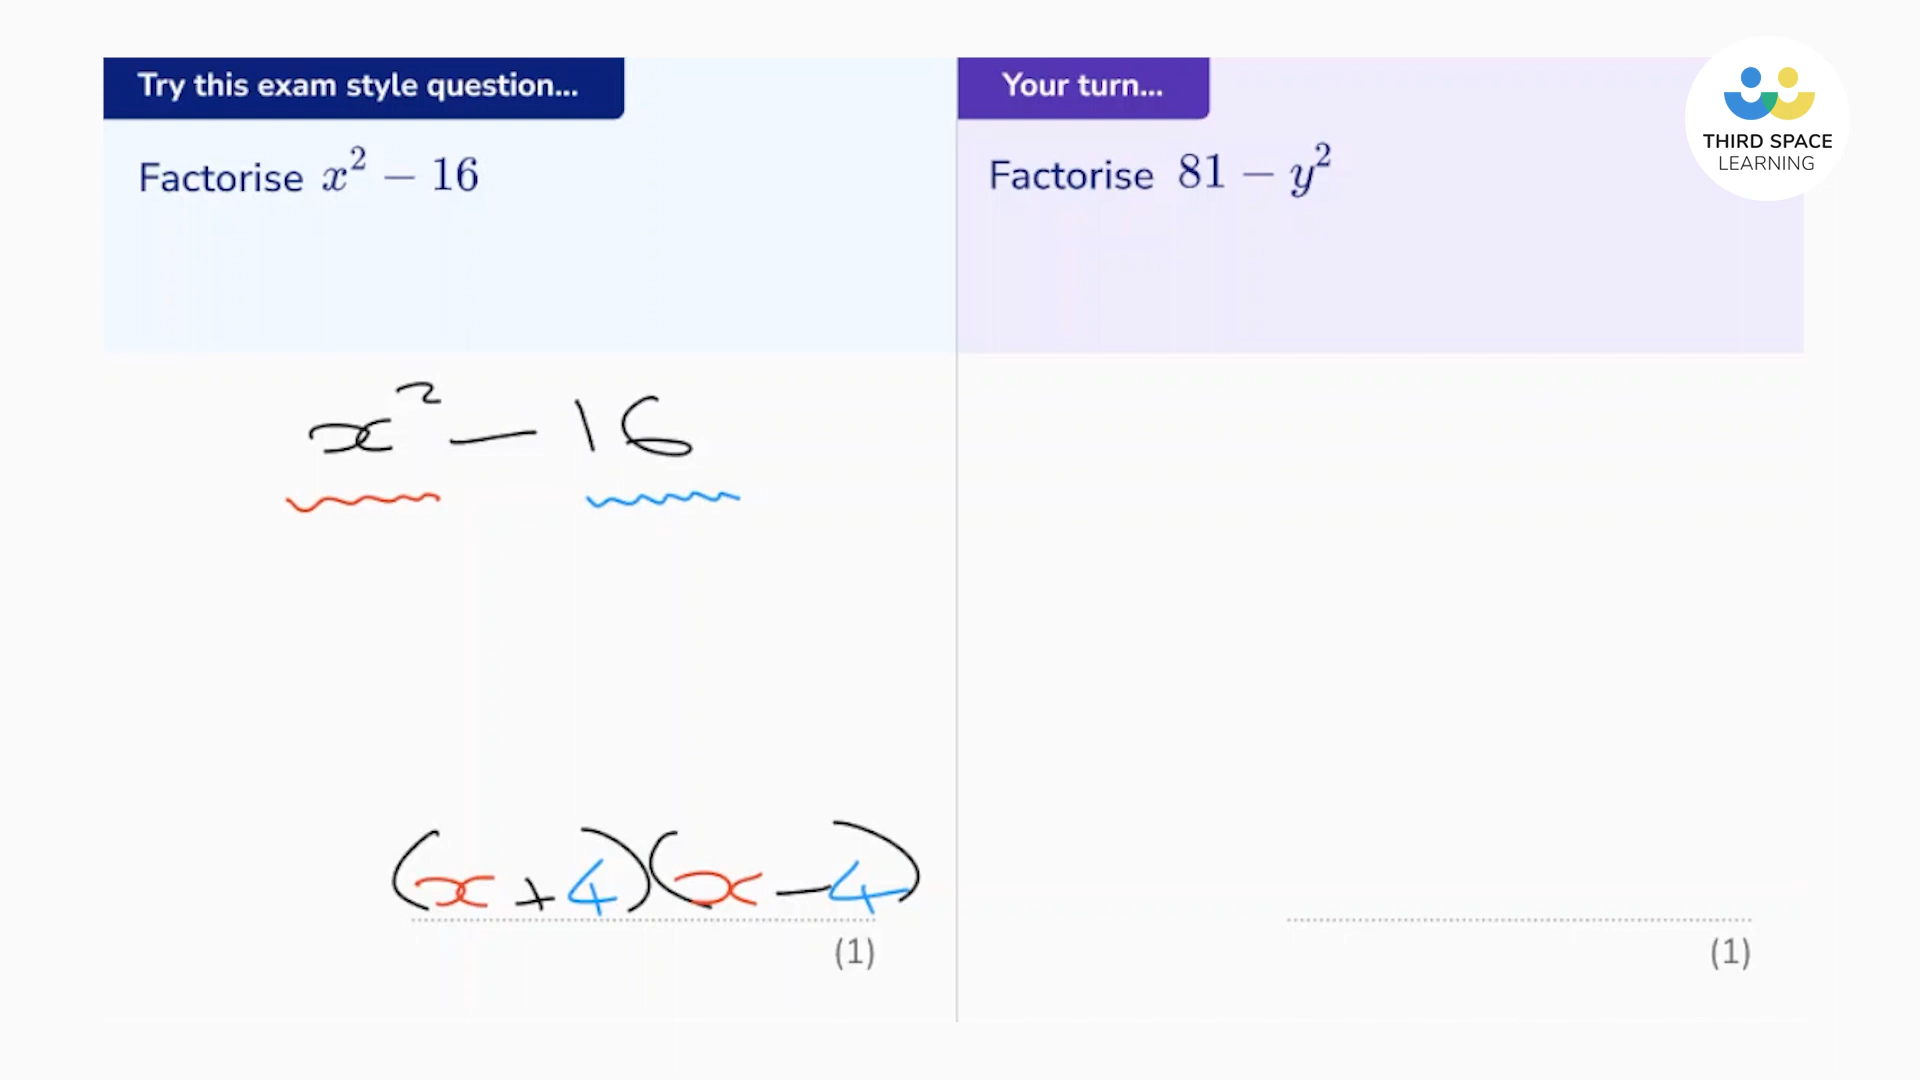 Try this exam style question...
Factorise x² − 16
x² − 16
(x + 4)(x − 4)
(1)
Your turn...
Factorise 81 − y²
(1)
THIRD SPACE
LEARNING